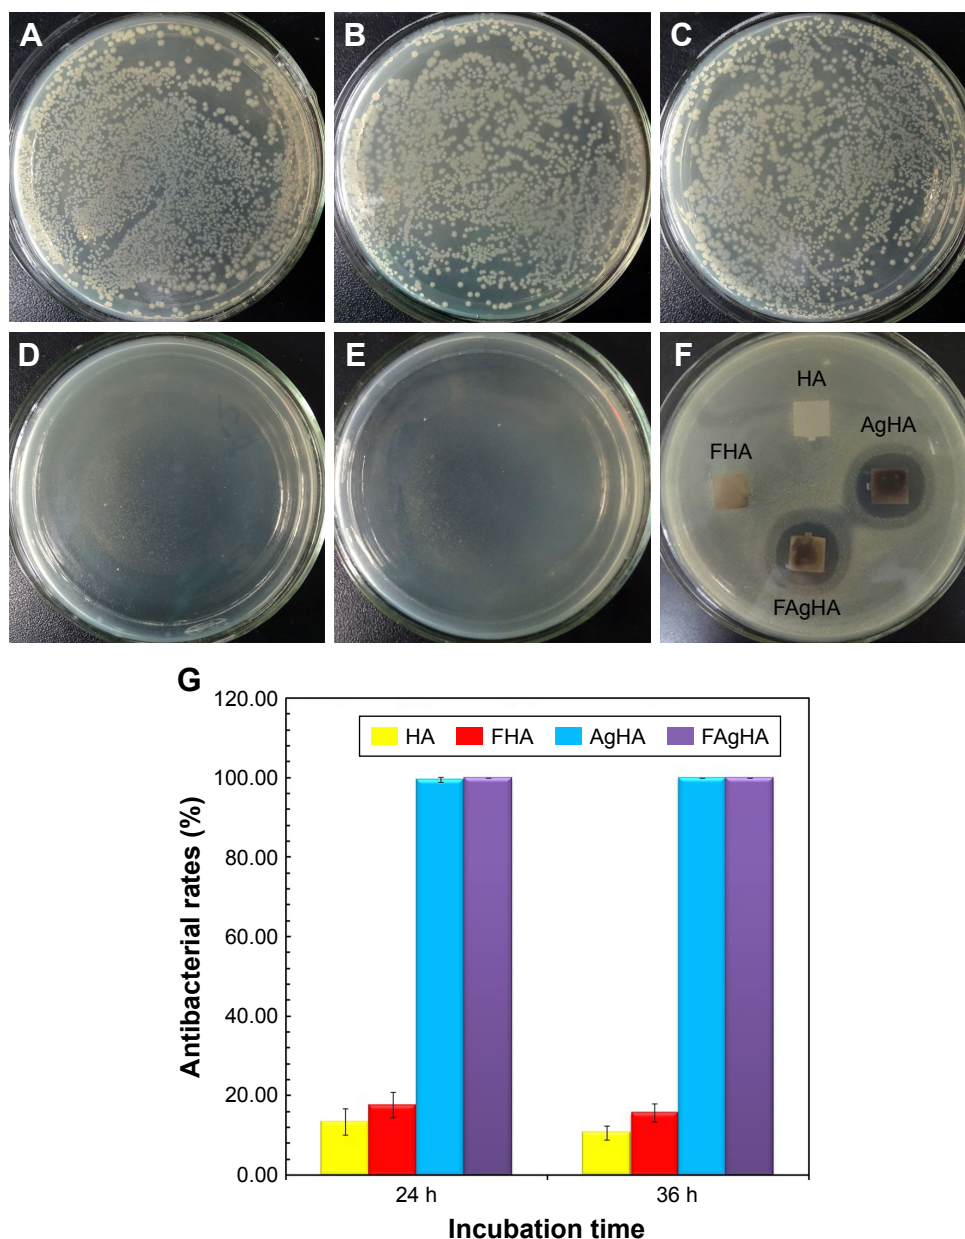 A B C
D E F
HA
AgHA
FHA
FAgHA
G
120.00
HA FHA AgHA FAgHA
100.00
80.00
60.00
40.00
20.00
0.00
Antibacterial rates (%)
24 h 36 h
Incubation time